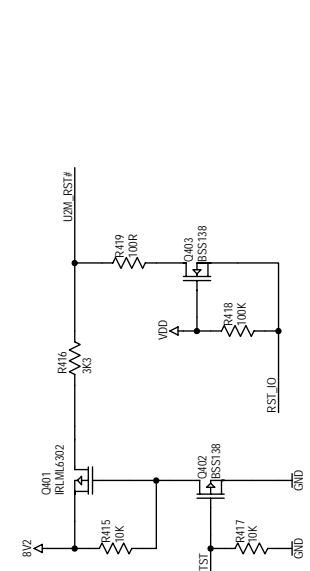 U2M_RST#
R419
100R
Q403
BSS138
VDD
R418
100K
R416
3K3
RST_IO
Q401
IRLML6302
8V2
R415
10K
Q402
BSS138
GND
TST
R417
10K
GND